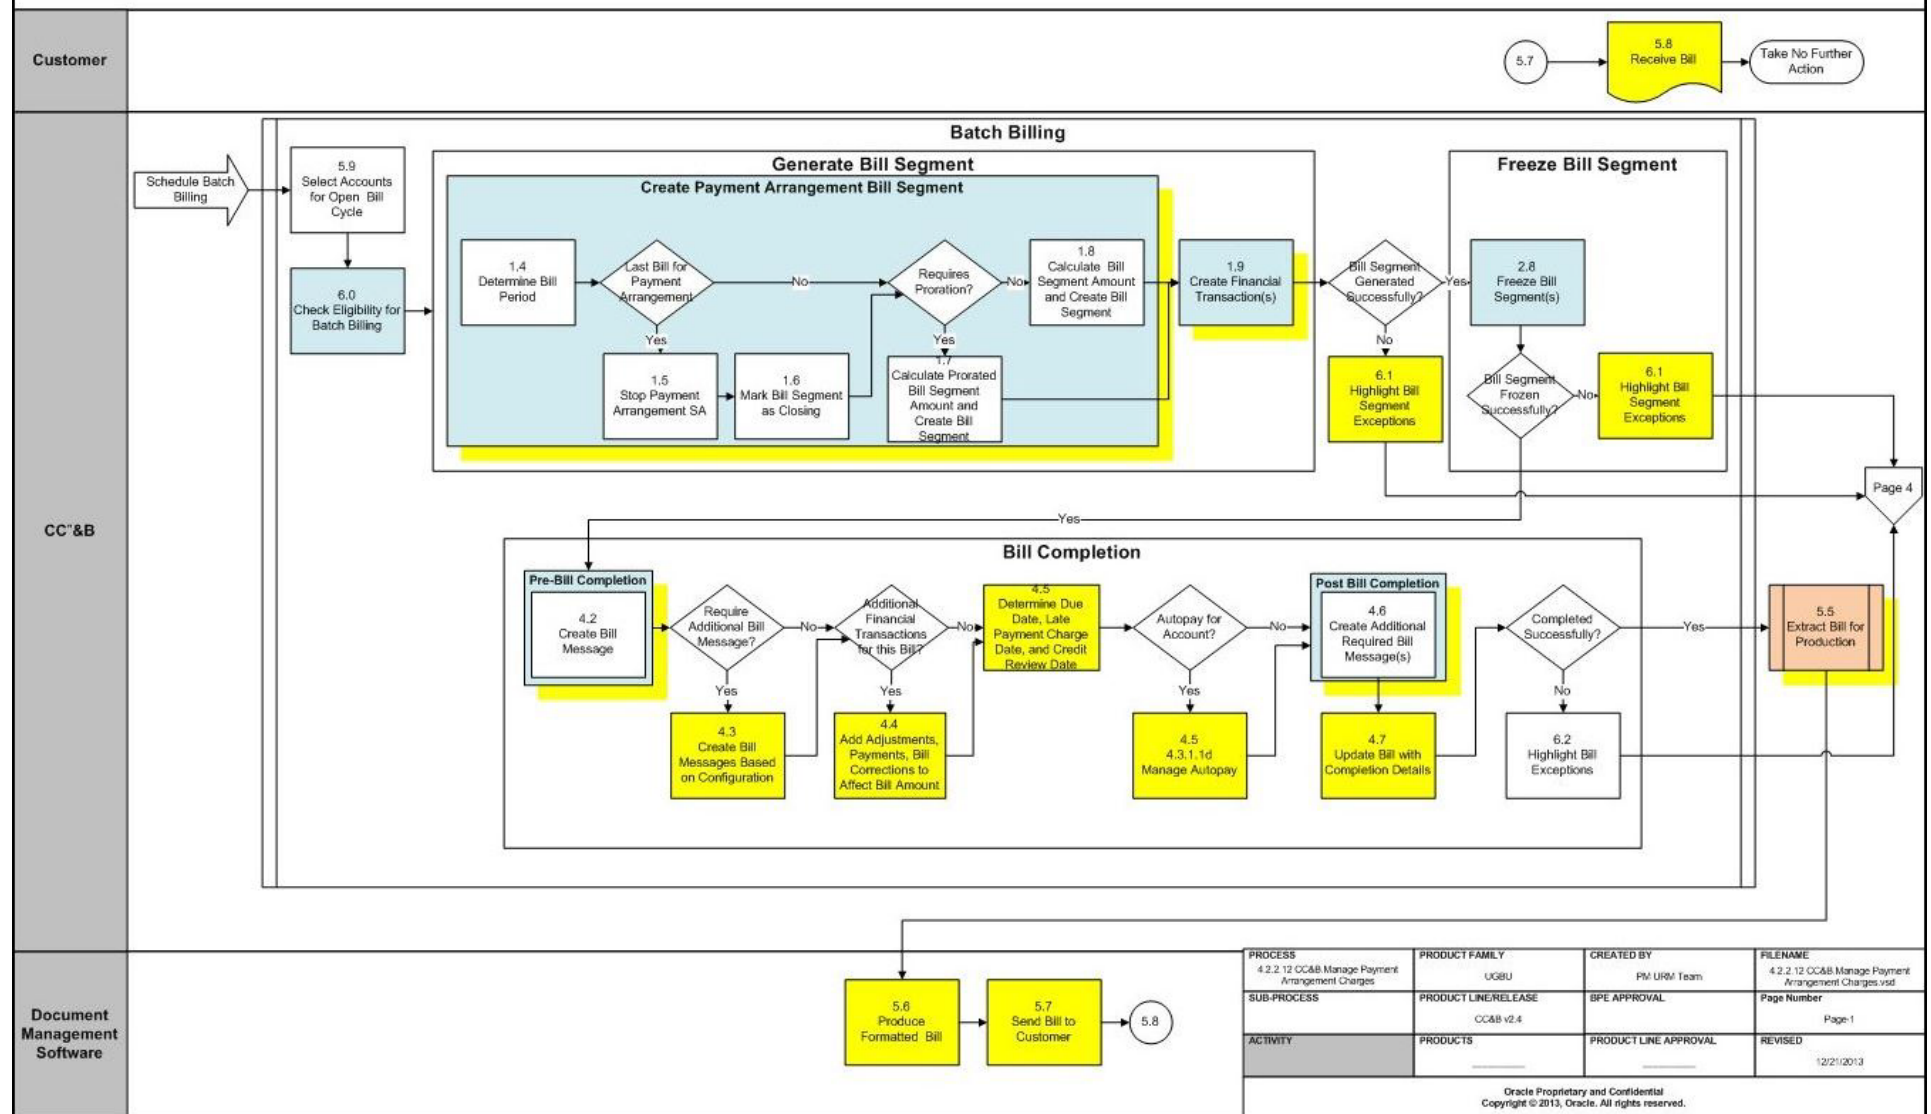 Customer
5.7
5.8
Receive Bill
Take No Further
Action
CC"&B
Batch Billing
Schedule Batch
Billing
5.9
Select Accounts
for Open Bill
Cycle
6.0
Check Eligibility for
Batch Billing
Generate Bill Segment
Create Payment Arrangement Bill Segment
1.4
Determine Bill
Period
Last Bill for
Payment
Arrangement
No
Yes
1.5
Stop Payment
Arrangement SA
1.6
Mark Bill Segment
as Closing
Requires
Proration?
No
Yes
1.7
Calculate Prorated
Bill Segment
Amount and
Create Bill
Segment
1.8
Calculate Bill
Segment Amount
and Create Bill
Segment
1.9
Create Financial
Transaction(s)
Bill Segment
Generated
Successfully?
Yes
No
6.1
Highlight Bill
Segment
Exceptions
Freeze Bill Segment
2.8
Freeze Bill
Segment(s)
Bill Segment
Frozen
Successfully?
No
6.1
Highlight Bill
Segment
Exceptions
Page 4
Yes
Bill Completion
Pre-Bill Completion
4.2
Create Bill
Message
Require
Additional Bill
Message?
No
Yes
4.3
Create Bill
Messages Based
on Configuration
Additional
Financial
Transactions
for this Bill?
No
Yes
4.4
Add Adjustments,
Payments, Bill
Corrections to
Affect Bill Amount
4.5
Determine Due
Date, Late
Payment Charge
Date, and Credit
Review Date
Autopay for
Account?
No
Yes
4.5
4.3.1.1d
Manage Autopay
Post Bill Completion
4.6
Create Additional
Required Bill
Message(s)
4.7
Update Bill with
Completion Details
Completed
Successfully?
Yes
No
6.2
Highlight Bill
Exceptions
5.5
Extract Bill for
Production
Document
Management
Software
5.6
Produce
Formatted Bill
5.7
Send Bill to
Customer
5.8
PROCESS
4.2.2.12 CC&B.Manage Payment
Arrangement Charges
PRODUCT FAMILY
UGBU
CREATED BY
PM URM Team
FILENAME
4.2.2.12 CC&B.Manage Payment
Arrangement Charges.vsd
SUB-PROCESS
PRODUCT LINE/RELEASE
CC&B v2.4
BPE APPROVAL
Page Number
Page-1
ACTIVITY
PRODUCTS
PRODUCT LINE APPROVAL
REVISED
12/21/2013
Oracle Proprietary and Confidential
Copyright © 2013, Oracle. All rights reserved.